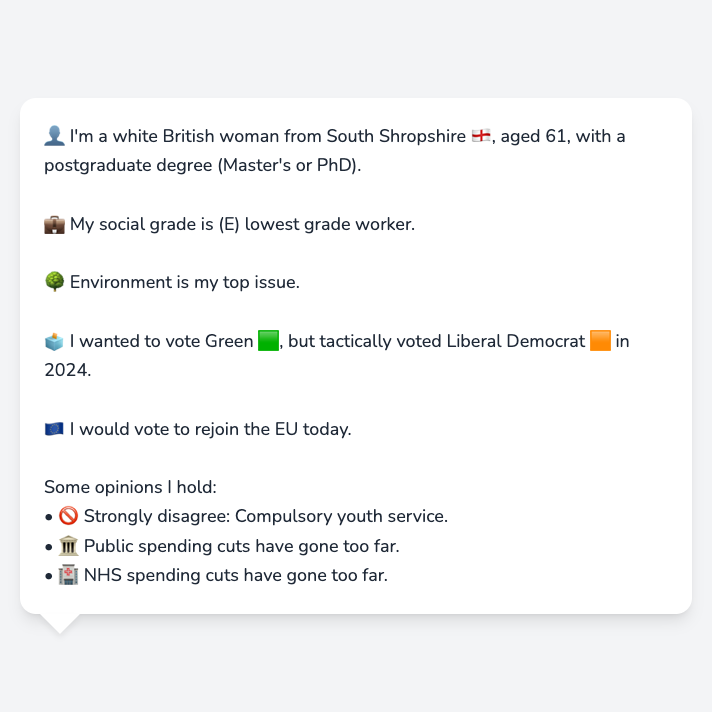 👤 I'm a white British woman from South Shropshire 🏴󠁧󠁢󠁥󠁮󠁧󠁿, aged 61, with a
postgraduate degree (Master's or PhD).
💼 My social grade is (E) lowest grade worker.
🌳 Environment is my top issue.
🗳️ I wanted to vote Green 🟩, but tactically voted Liberal Democrat 🟧 in
2024.
🇪🇺 I would vote to rejoin the EU today.
Some opinions I hold:
• 🚫 Strongly disagree: Compulsory youth service.
• 🏛️ Public spending cuts have gone too far.
• 🏥 NHS spending cuts have gone too far.